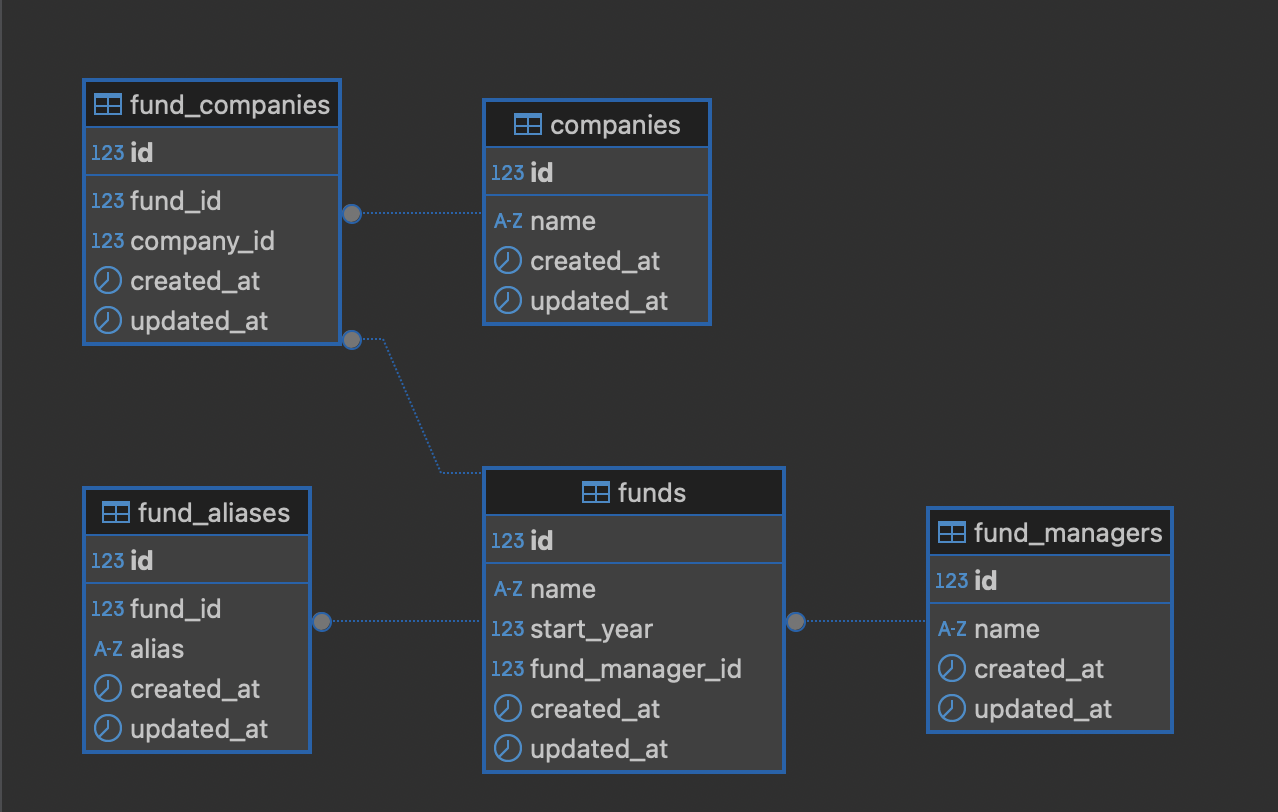 fund_companies
123 id
123 fund_id
123 company_id
created_at
updated_at
companies
123 id
A-Z name
created_at
updated_at
fund_aliases
123 id
123 fund_id
A-Z alias
created_at
updated_at
funds
123 id
A-Z name
123 start_year
123 fund_manager_id
created_at
updated_at
fund_managers
123 id
A-Z name
created_at
updated_at